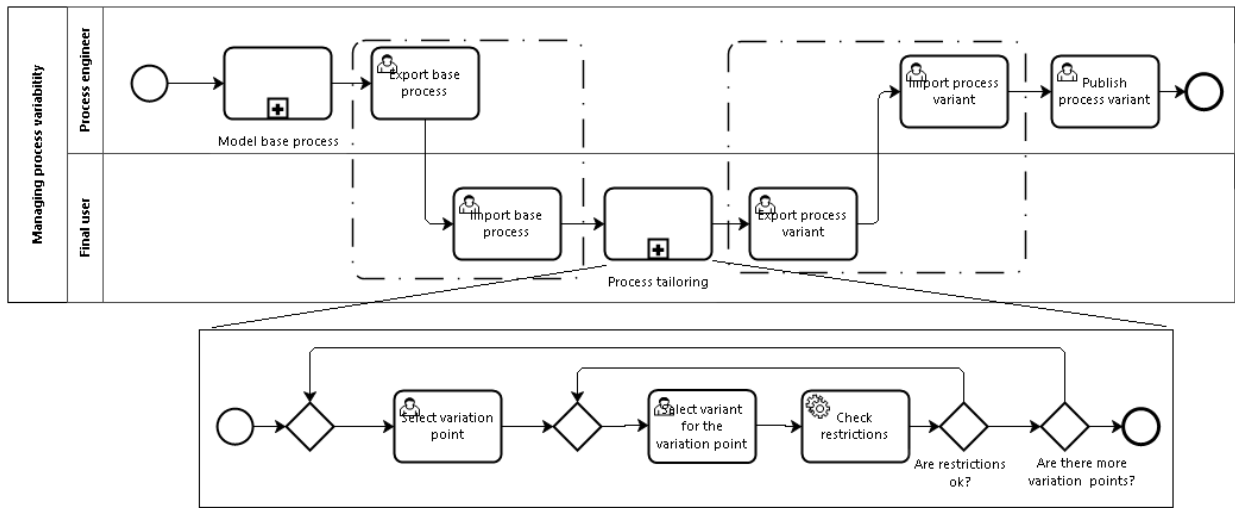 Managing process variability
Process engineer
Final user
Export base
process
Model base process
Import process
variant
Publish
process variant
Import base
process
Process tailoring
Export process
variant
Select variation
point
Select variant
for the
variation point
Check
restrictions
Are restrictions
ok?
Are there more
variation points?